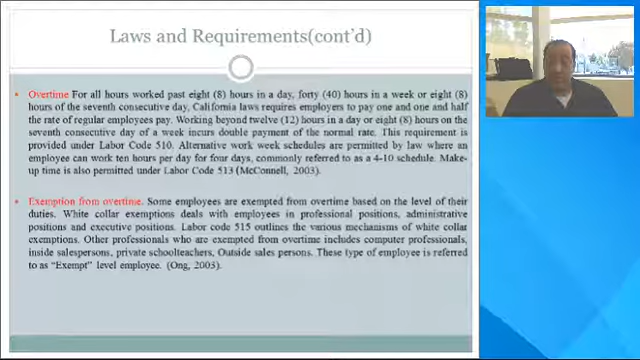 Laws and Requirements(cont'd)
Overtime For all hours worked past eight (8) hours in a day, forty (40) hours in a week or eight (8)
hours of the seventh consecutive day, California laws requires employers to pay one and one and half
the rate of regular employees pay. Working beyond twelve (12) hours in a day or eight (8) hours on the
seventh consecutive day of a week incurs double payment of the normal rate. This requirement is
provided under Labor Code 510. Alternative work week schedules are permitted by law where an
employee can work ten hours per day for four days, commonly referred to as a 4-10 schedule. Make-
up time is also permitted under Labor Code 513 (McConnell, 2003).
Exemption from overtime. Some employees are exempted from overtime based on the level of their
duties. White collar exemptions deals with employees in professional positions, administrative
positions and executive positions. Labor code 515 outlines the various mechanisms of white collar
exemptions. Other professionals who are exempted from overtime includes computer professionals,
inside salespersons, private schoolteachers, Outside sales persons. These type of employee is referred
to as "Exempt" level employee. (Ong, 2003).